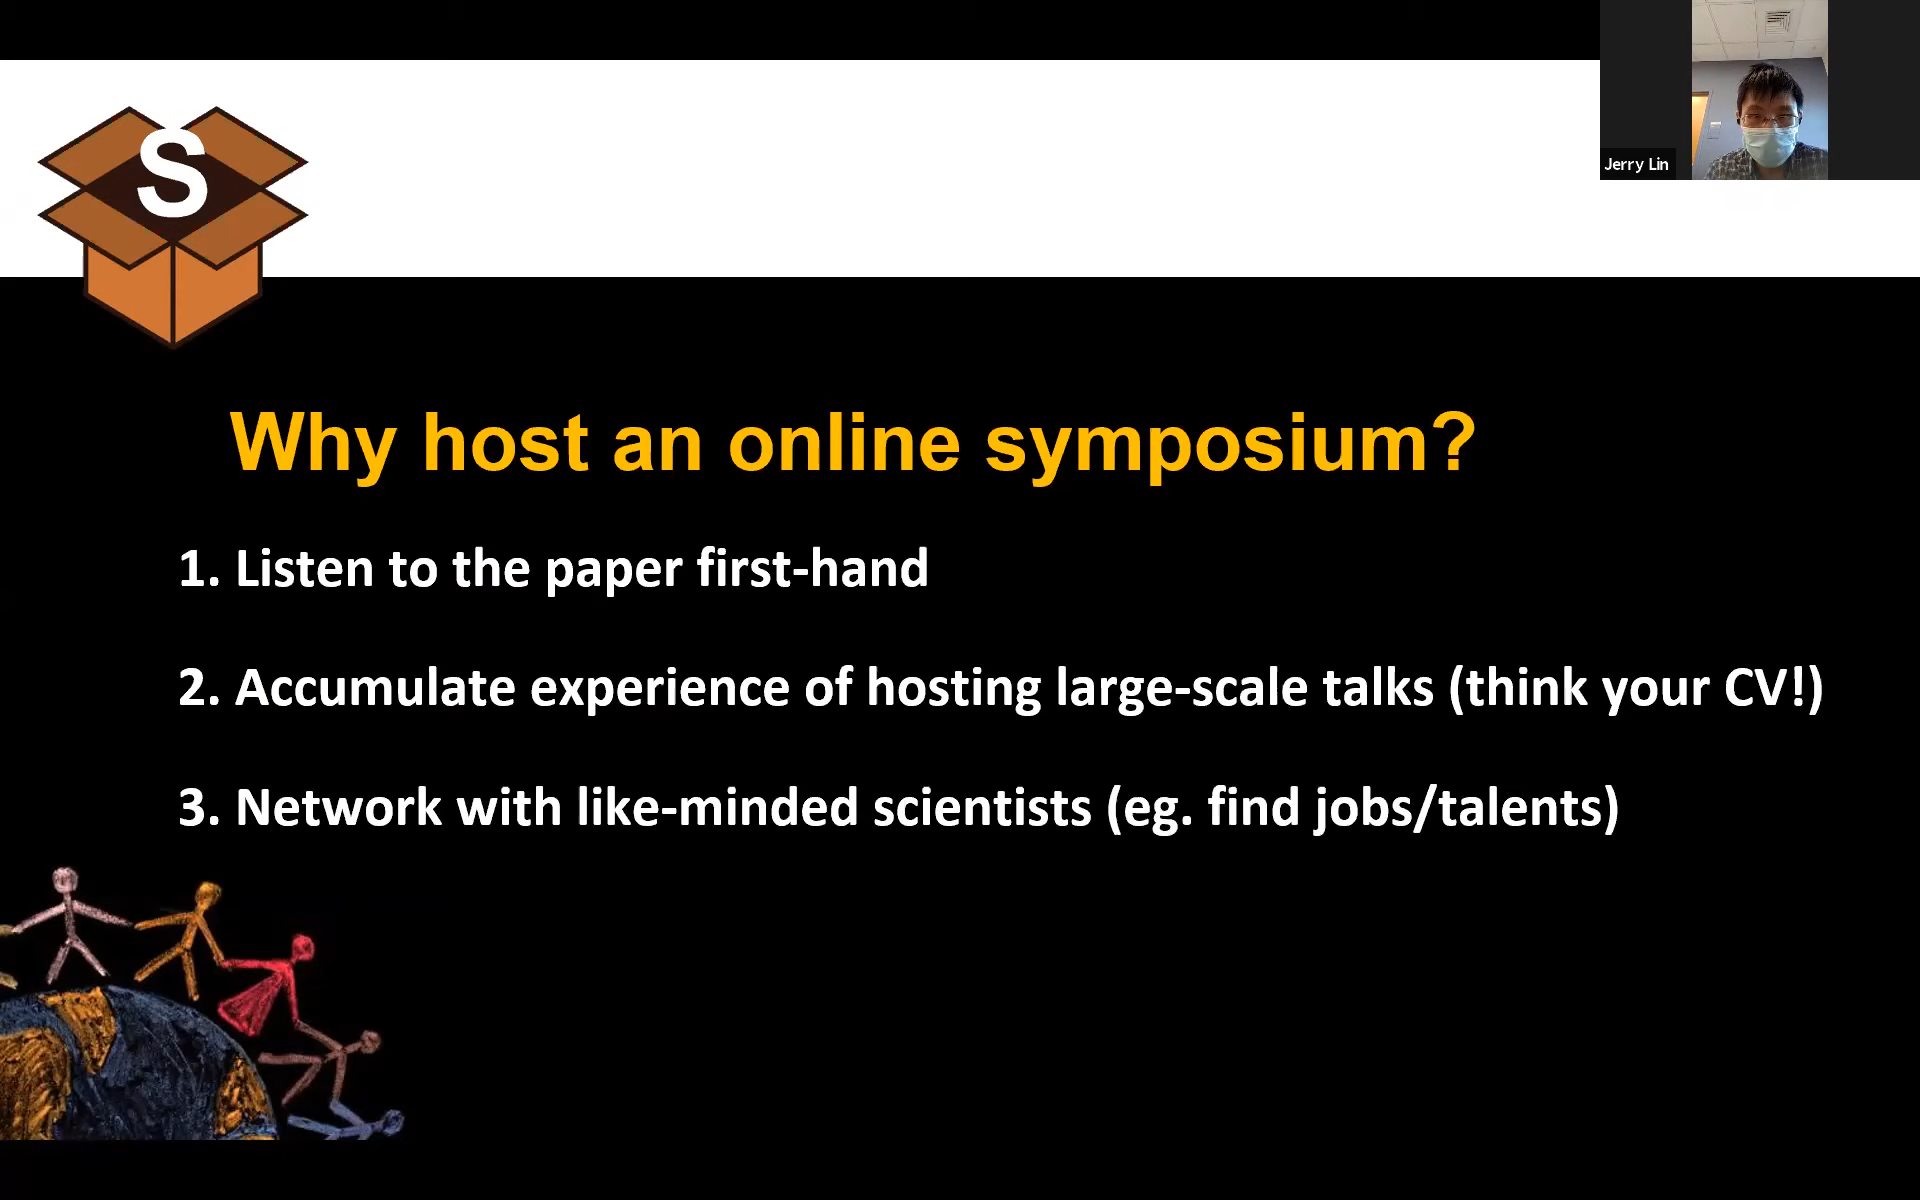 Jerry Lin
S
Why host an online symposium?
1. Listen to the paper first-hand
2. Accumulate experience of hosting large-scale talks (think your CV!)
3. Network with like-minded scientists (eg. find jobs/talents)